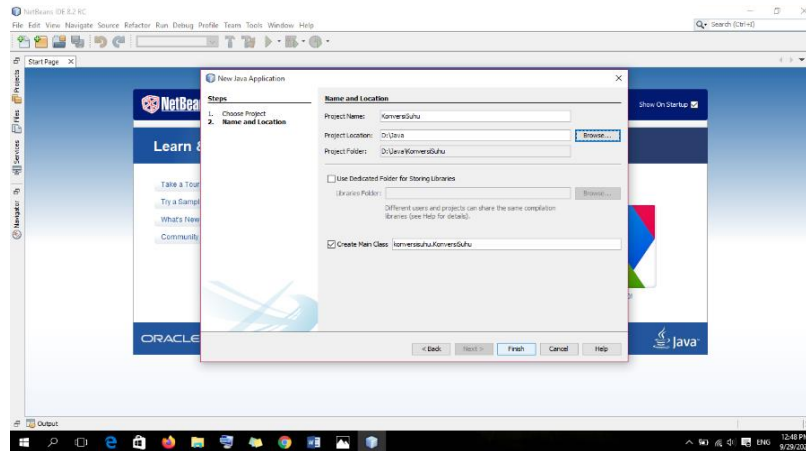 NetBeans IDE 8.2 RC
File Edit View Navigate Source Refactor Run Debug Profile Team Tools Window Help
Search (Ctrl+I)
Start Page
Projects
Files
Services
Navigator
NetBea
Show On Startup
Learn &
Take a Tour
Try a Sampl
What's New
Community
ORACLE
Java
New Java Application
Steps
1. Choose Project
2. Name and Location
Name and Location
Project Name: KonversiSuhu
Project Location: D:\Java Browse...
Project Folder: D:\Java\KonversiSuhu
Use Dedicated Folder for Storing Libraries
Libraries Folder: Browse...
Different users and projects can share the same compilation
libraries (see Help for details).
Create Main Class konversisuhu.KonversiSuhu
< Back Next > Finish Cancel Help
Output
ENG
12:48 PM